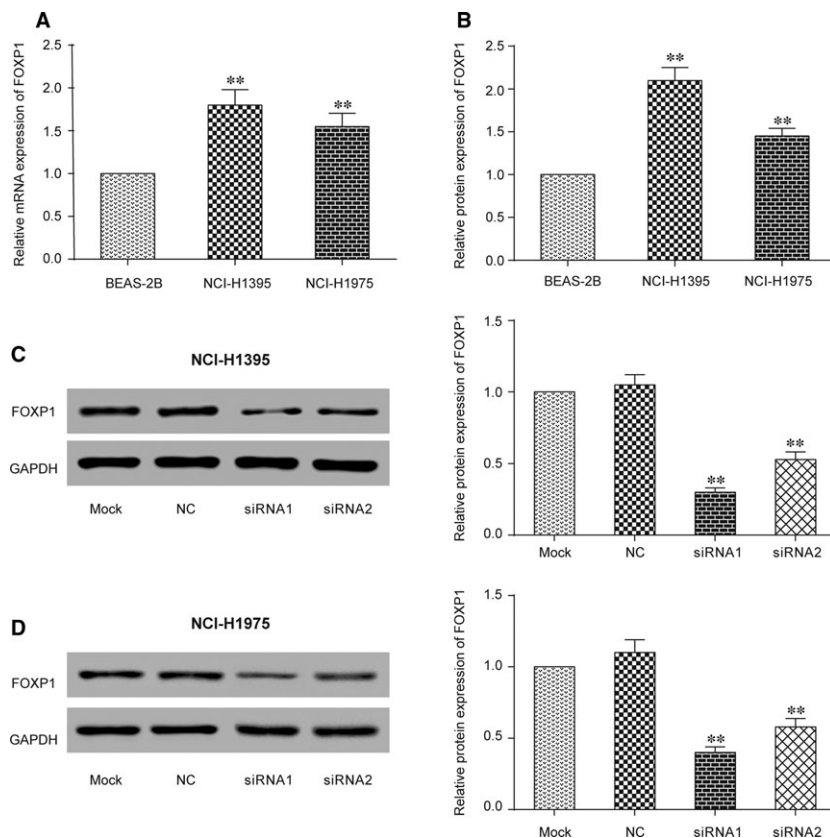 A
Relative mRNA expression of FOXP1
2.5
2.0
1.5
1.0
0.5
0.0
**
**
BEAS-2B NCI-H1395 NCI-H1975
B
Relative protein expression of FOXP1
2.5
2.0
1.5
1.0
0.5
0.0
**
**
BEAS-2B NCI-H1395 NCI-H1975
C
NCI-H1395
FOXP1
GAPDH
Mock NC siRNA1 siRNA2
Relative protein expression of FOXP1
1.5
1.0
0.5
0.0
**
**
Mock NC siRNA1 siRNA2
D
NCI-H1975
FOXP1
GAPDH
Mock NC siRNA1 siRNA2
Relative protein expression of FOXP1
1.5
1.0
0.5
0.0
**
**
Mock NC siRNA1 siRNA2